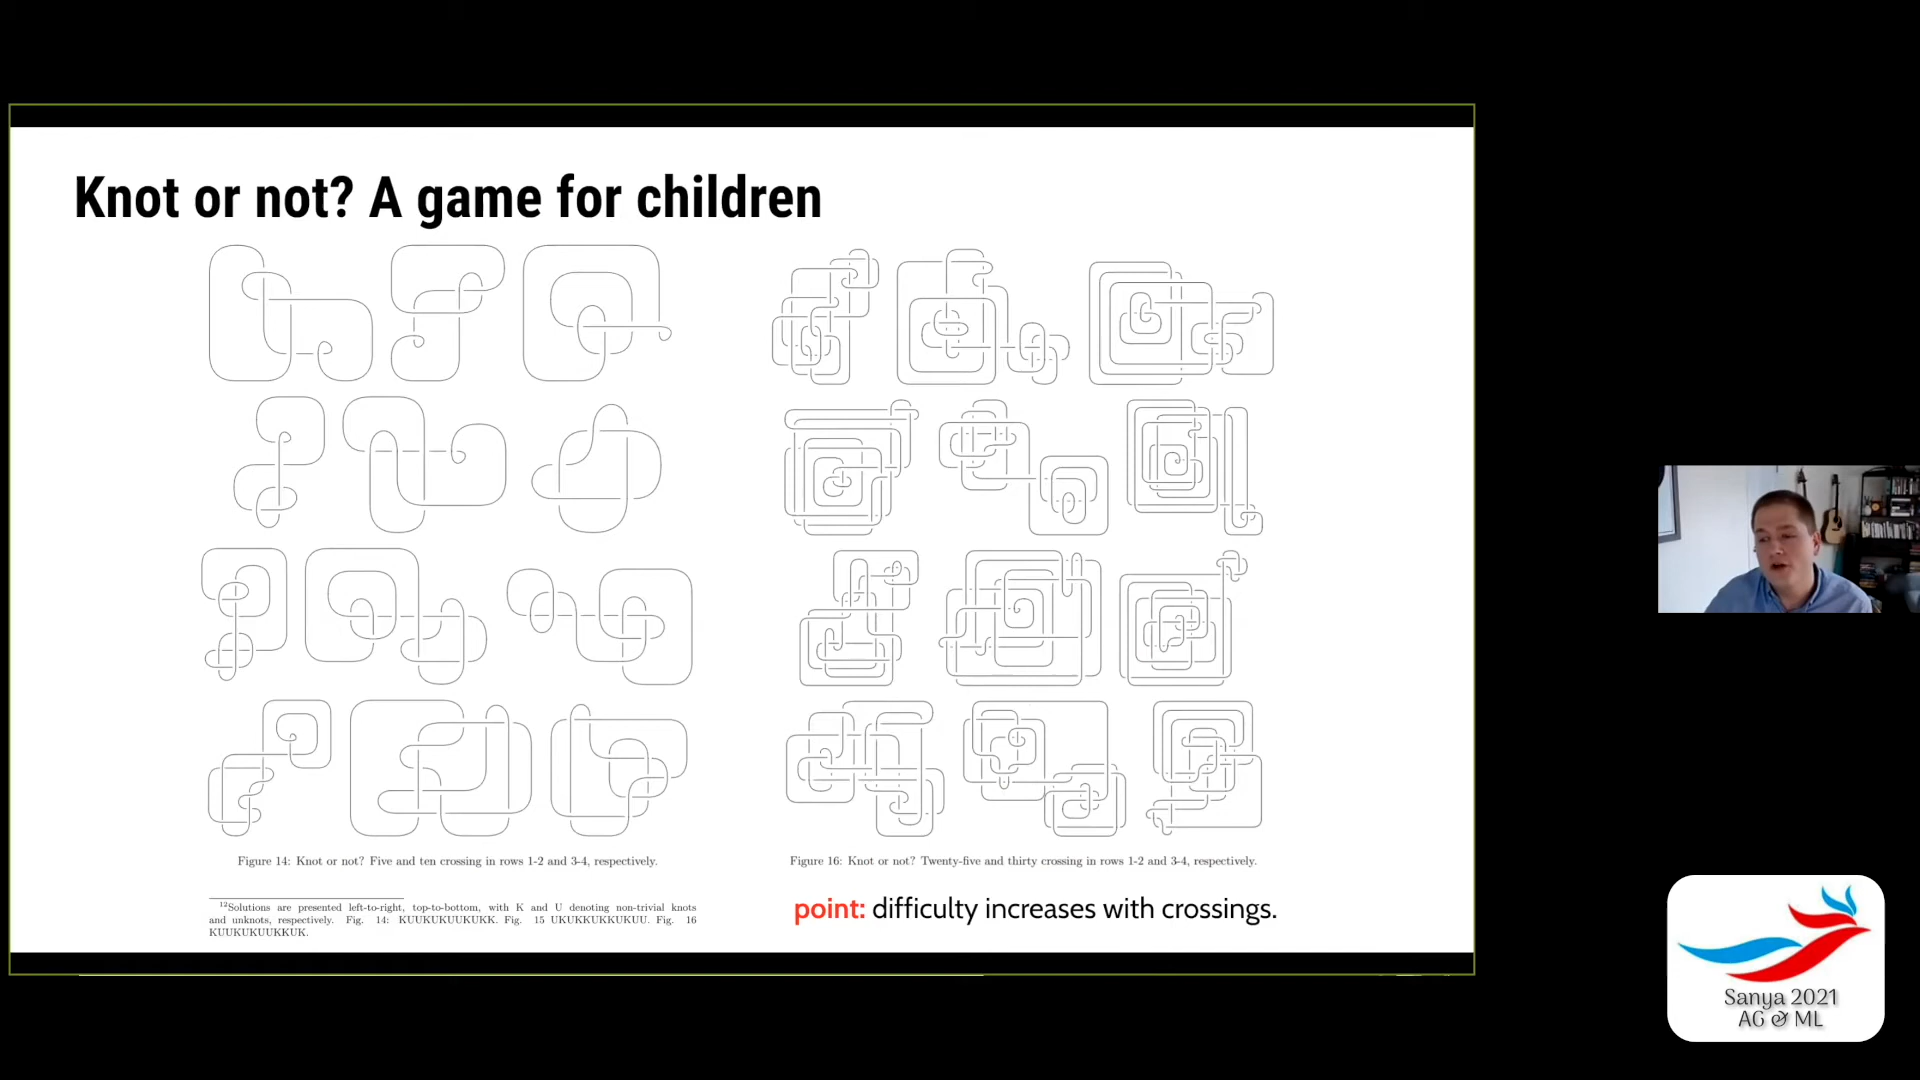 Knot or not? A game for children
Figure 14: Knot or not? Five and ten crossing in rows 1-2 and 3-4, respectively.
12Solutions are presented left-to-right, top-to-bottom, with K and U denoting non-trivial knots
and unknots, respectively. Fig. 14: KUUKUKUUKUKK. Fig. 15 UKUKKUKKUKUU. Fig. 16
KUUKUKUUKKUK.
Figure 16: Knot or not? Twenty-five and thirty crossing in rows 1-2 and 3-4, respectively.
point: difficulty increases with crossings.
Sanya 2021
AG & ML